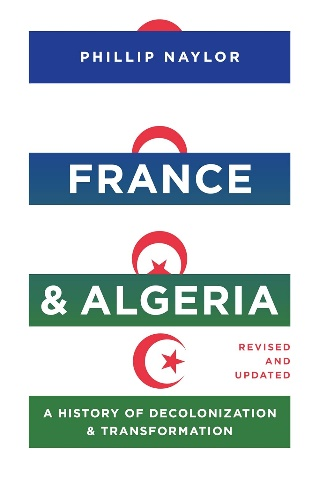 PHILLIP NAYLOR
FRANCE
& ALGERIA
REVISED
AND
UPDATED
A HISTORY OF DECOLONIZATION
& TRANSFORMATION